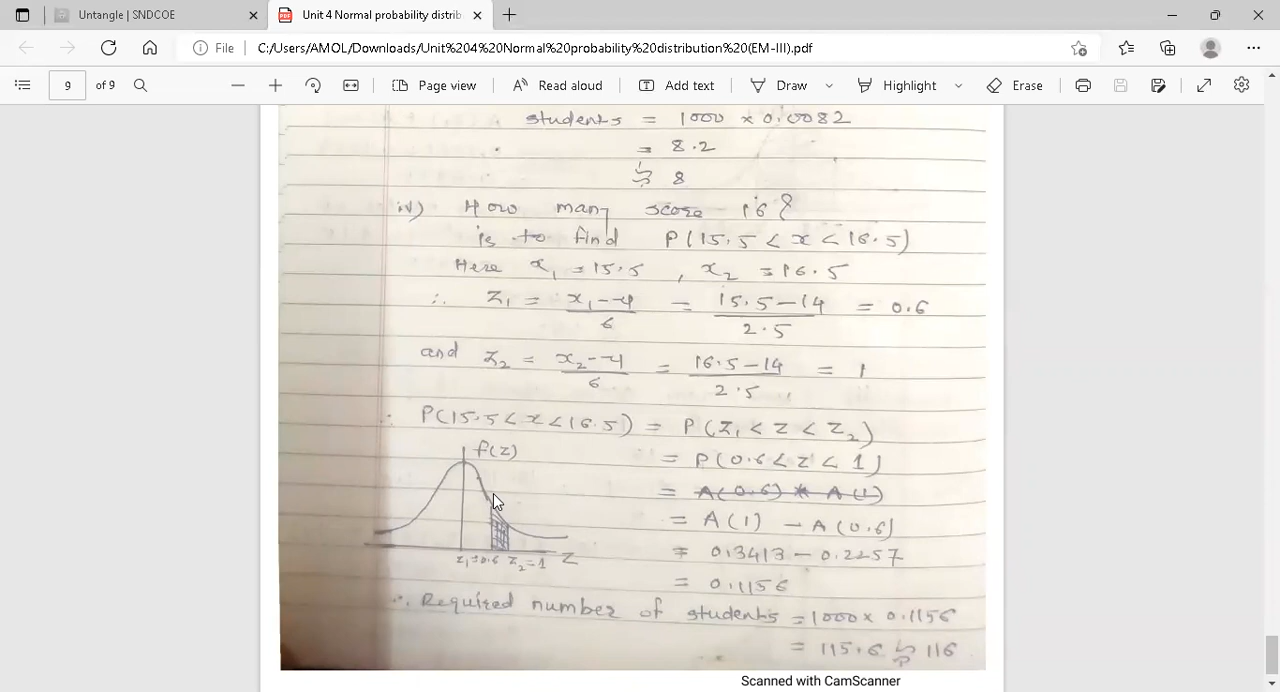 Untangle | SNDCOE
Unit 4 Normal probability distrib
File C:/Users/AMOL/Downloads/Unit%204%20Normal%20probability%20distribution%20(EM-III).pdf
9 of 9 Page view Read aloud Add text Draw Highlight Erase
students = 1000 × 0.0082
= 8.2
≈ 8
iv) How many score 16?
is to find P(15.5 < x < 16.5)
Here x₁ = 15.5 , x₂ = 16.5
∴ Z₁ = (x₁ - μ)/σ = (15.5 - 14)/2.5 = 0.6
and Z₂ = (x₂ - μ)/σ = (16.5 - 14)/2.5 = 1
∴ P(15.5 < x < 16.5) = P(Z₁ < Z < Z₂)
f(z)
= P(0.6 < Z < 1)
= A(0.6) * A(1)
= A(1) - A(0.6)
= 0.3413 - 0.2257
z₁=0.6 z₂=1 Z
= 0.1156
∴ Required number of students = 1000 × 0.1156
= 115.6 ≈ 116
Scanned with CamScanner